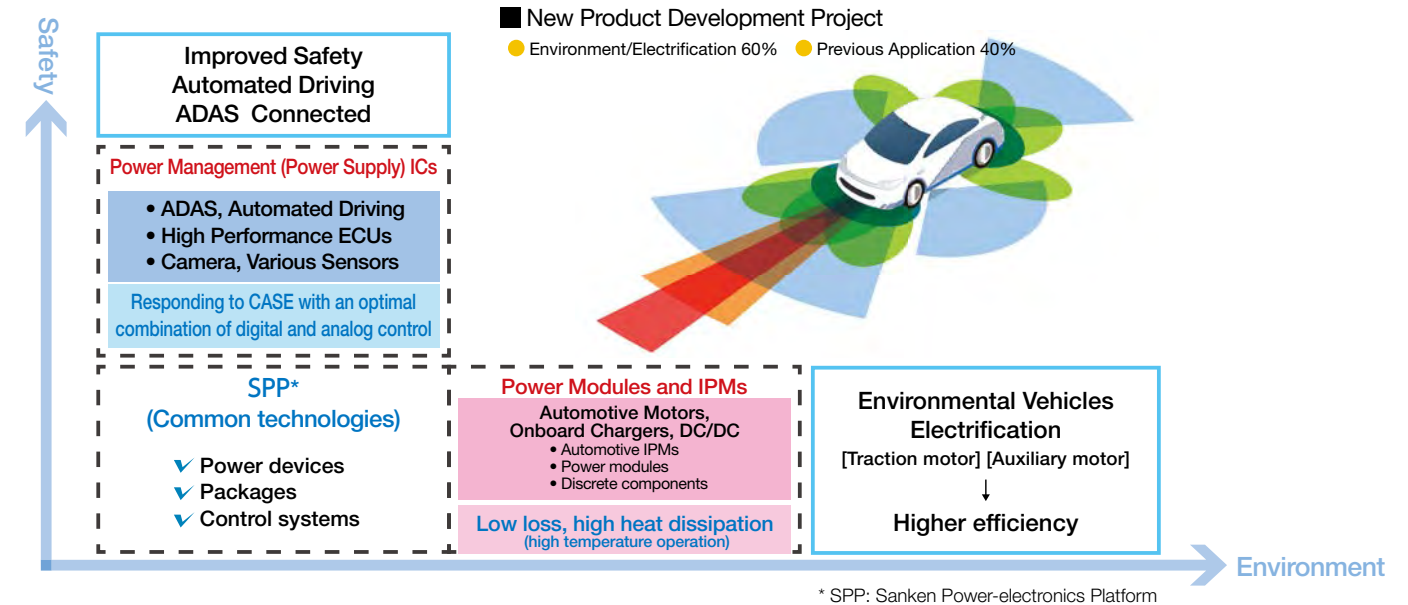 Safety
■ New Product Development Project
Environment/Electrification 60% Previous Application 40%
Improved Safety
Automated Driving
ADAS Connected
Power Management (Power Supply) ICs
• ADAS, Automated Driving
• High Performance ECUs
• Camera, Various Sensors
Responding to CASE with an optimal
combination of digital and analog control
SPP*
(Common technologies)
✓ Power devices
✓ Packages
✓ Control systems
Power Modules and IPMs
Automotive Motors,
Onboard Chargers, DC/DC
• Automotive IPMs
• Power modules
• Discrete components
Low loss, high heat dissipation
(high temperature operation)
Environmental Vehicles
Electrification
[Traction motor] [Auxiliary motor]
↓
Higher efficiency
Environment
* SPP: Sanken Power-electronics Platform